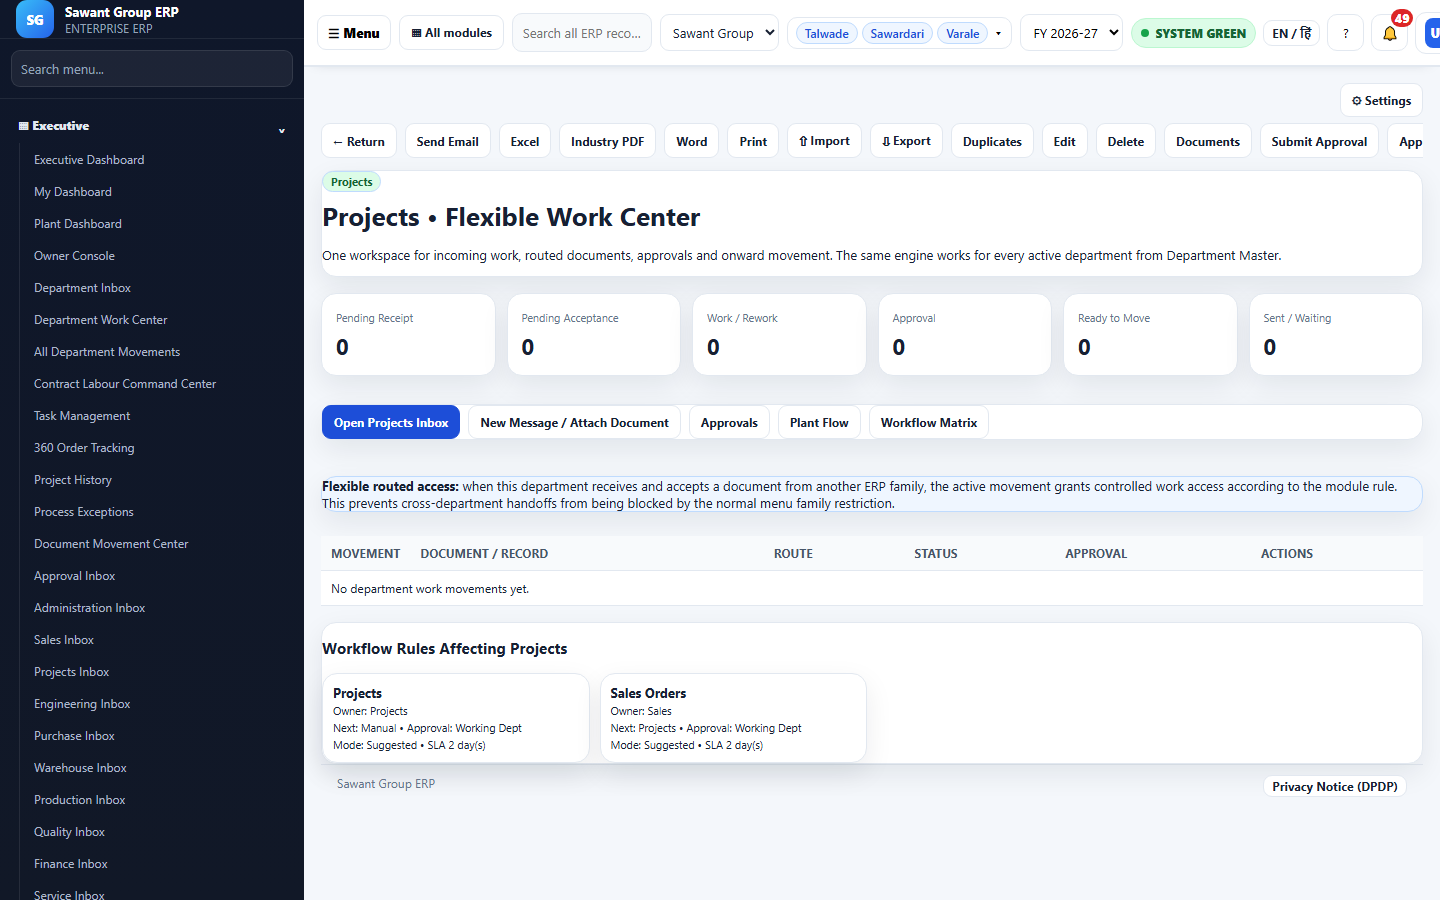 SG
Sawant Group ERP
ENTERPRISE ERP
Search menu...
Executive
Executive Dashboard
My Dashboard
Plant Dashboard
Owner Console
Department Inbox
Department Work Center
All Department Movements
Contract Labour Command Center
Task Management
360 Order Tracking
Project History
Process Exceptions
Document Movement Center
Approval Inbox
Administration Inbox
Sales Inbox
Projects Inbox
Engineering Inbox
Purchase Inbox
Warehouse Inbox
Production Inbox
Quality Inbox
Finance Inbox
Service Inbox
☰ Menu
All modules
Search all ERP reco...
Sawant Group
Talwade Sawardari Varale
FY 2026-27
SYSTEM GREEN
EN / हिं
?
49
U
⚙ Settings
← Return
Send Email
Excel
Industry PDF
Word
Print
⇧ Import
⇩ Export
Duplicates
Edit
Delete
Documents
Submit Approval
App
Projects
Projects • Flexible Work Center
One workspace for incoming work, routed documents, approvals and onward movement. The same engine works for every active department from Department Master.
Pending Receipt
0
Pending Acceptance
0
Work / Rework
0
Approval
0
Ready to Move
0
Sent / Waiting
0
Open Projects Inbox
New Message / Attach Document
Approvals
Plant Flow
Workflow Matrix
Flexible routed access: when this department receives and accepts a document from another ERP family, the active movement grants controlled work access according to the module rule.
This prevents cross-department handoffs from being blocked by the normal menu family restriction.
MOVEMENT DOCUMENT / RECORD ROUTE STATUS APPROVAL ACTIONS
No department work movements yet.
Workflow Rules Affecting Projects
Projects
Owner: Projects
Next: Manual • Approval: Working Dept
Mode: Suggested • SLA 2 day(s)
Sales Orders
Owner: Sales
Next: Projects • Approval: Working Dept
Mode: Suggested • SLA 2 day(s)
Sawant Group ERP
Privacy Notice (DPDP)